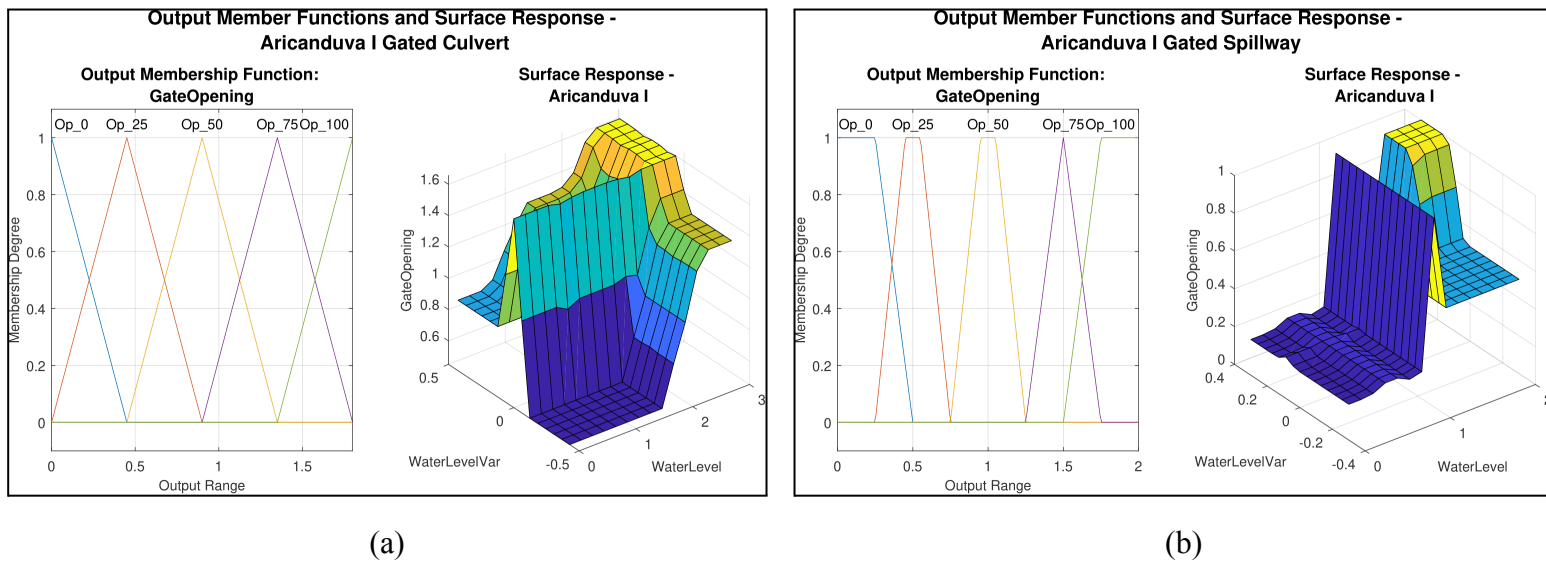 Output Member Functions and Surface Response -
Aricanduva I Gated Culvert
Output Membership Function:
GateOpening
Op_0 Op_25 Op_50 Op_75 Op_100
1
0.8
0.6
0.4
0.2
0
Membership Degree
0 0.5 1 1.5
Output Range
Surface Response -
Aricanduva I
1.6
1.4
1.2
1
0.8
0.6
GateOpening
0.5
0
-0.5
WaterLevelVar
0
1
2
3
WaterLevel
(a)
Output Member Functions and Surface Response -
Aricanduva I Gated Spillway
Output Membership Function:
GateOpening
Op_0 Op_25 Op_50 Op_75 Op_100
1
0.8
0.6
0.4
0.2
0
Membership Degree
0 0.5 1 1.5 2
Output Range
Surface Response -
Aricanduva I
1
0.8
0.6
0.4
0.2
0
GateOpening
0.4
0.2
0
-0.2
-0.4
WaterLevelVar
0
1
2
WaterLevel
(b)